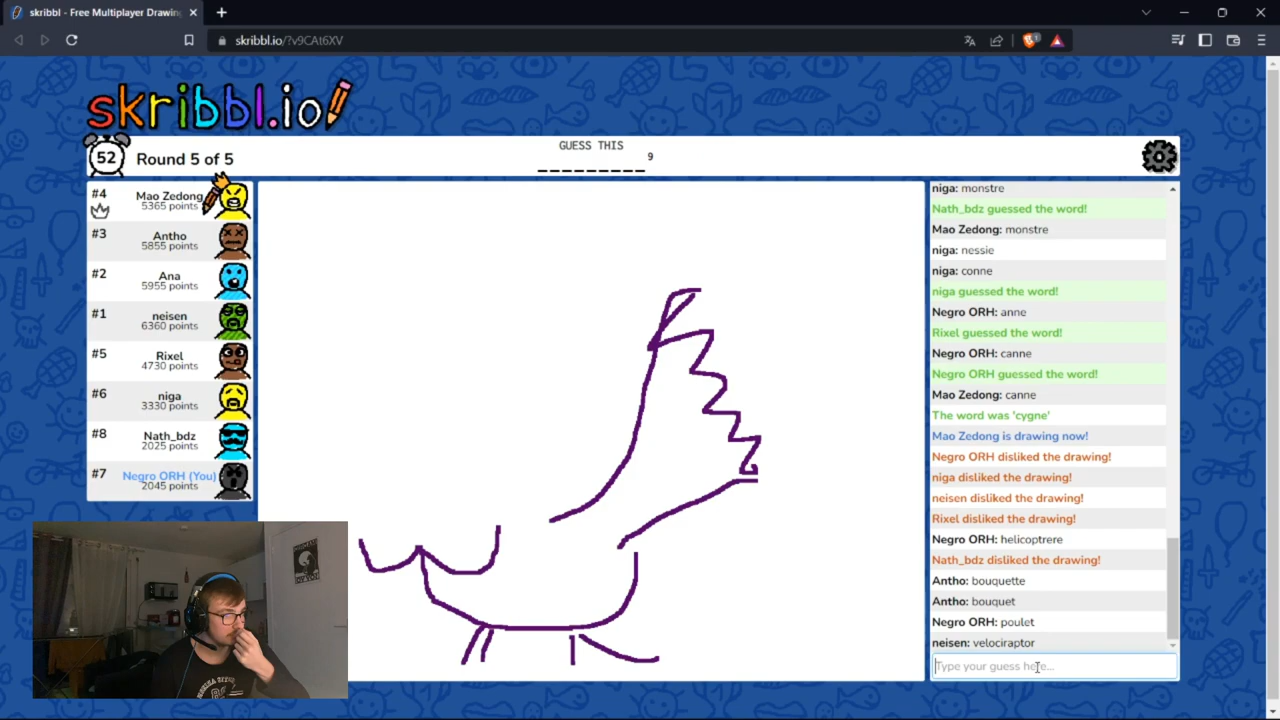 skribbl - Free Multiplayer Drawin
skribbl.io/?v9CAt6XV
skribbl.io
52
Round 5 of 5
GUESS THIS
_________ 9
#4
Mao Zedong
5365 points
#3
Antho
5855 points
#2
Ana
5955 points
#1
neisen
6360 points
#5
Rixel
4730 points
#6
niga
3330 points
#8
Nath_bdz
2025 points
#7
Negro ORH (You)
2045 points
niga: monstre
Nath_bdz guessed the word!
Mao Zedong: monstre
niga: nessie
niga: conne
niga guessed the word!
Negro ORH: anne
Rixel guessed the word!
Negro ORH: canne
Negro ORH guessed the word!
Mao Zedong: canne
The word was 'cygne'
Mao Zedong is drawing now!
Negro ORH disliked the drawing!
niga disliked the drawing!
neisen disliked the drawing!
Rixel disliked the drawing!
Negro ORH: helicoptrere
Nath_bdz disliked the drawing!
Antho: bouquette
Antho: bouquet
Negro ORH: poulet
neisen: velociraptor
Type your guess here...